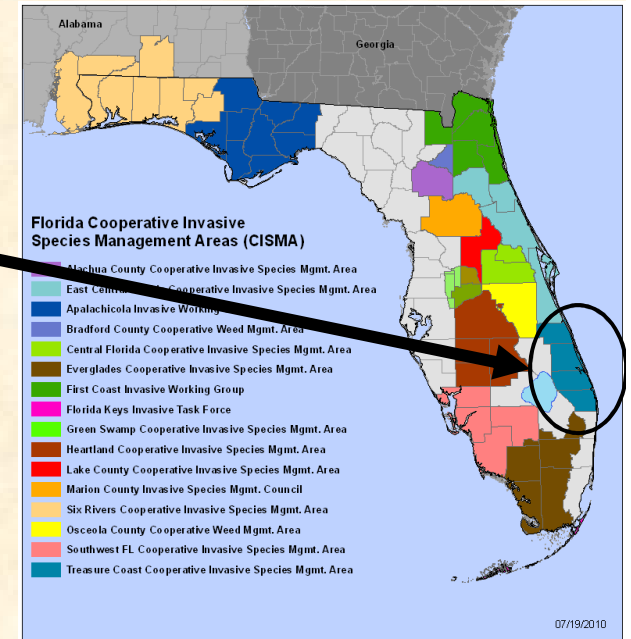 Alabama
Georgia
Florida Cooperative Invasive
Species Management Areas (CISMA)
Alachua County Cooperative Invasive Species Mgmt. Area
East Cooperative Invasive Species Mgmt. Area
Apalachicola Invasive Working
Bradford County Cooperative Weed Mgmt. Area
Central Florida Cooperative Invasive Species Mgmt. Area
Everglades Cooperative Invasive Species Mgmt. Area
First Coast Invasive Working Group
Florida Keys Invasive Task Force
Green Swamp Cooperative Invasive Species Mgmt. Area
Heartland Cooperative Invasive Species Mgmt. Area
Lake County Cooperative Invasive Species Mgmt. Area
Marion County Invasive Species Mgmt. Council
Six Rivers Cooperative Invasive Species Mgmt. Area
Osceola County Cooperative Weed Mgmt. Area
Southwest FL Cooperative Invasive Species Mgmt. Area
Treasure Coast Cooperative Invasive Species Mgmt. Area
07/19/2010